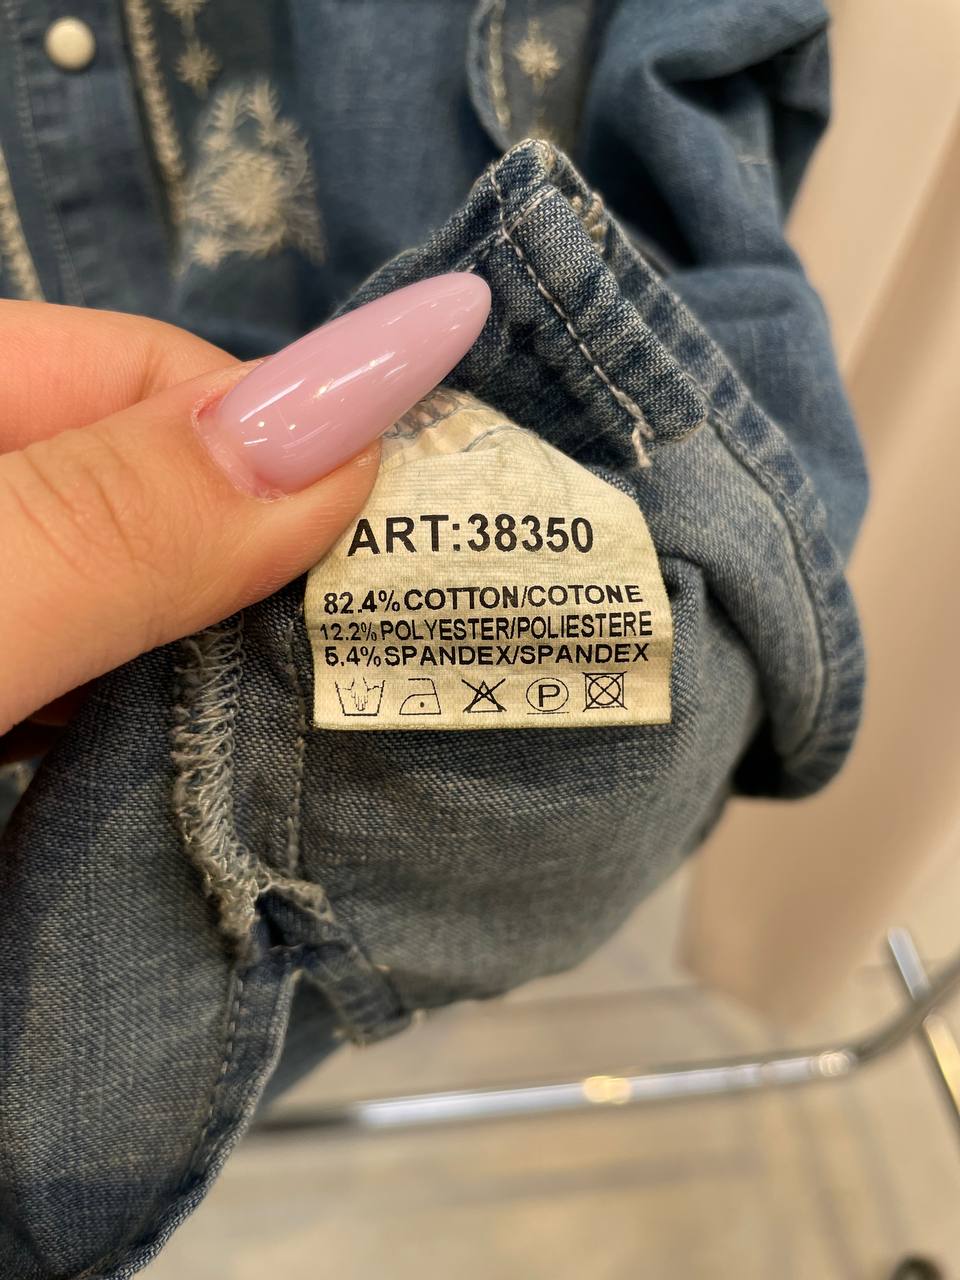 ART:38350
82.4%COTTON/COTONE
12.2%POLYESTER/POLIESTERE
5.4%SPANDEX/SPANDEX
P